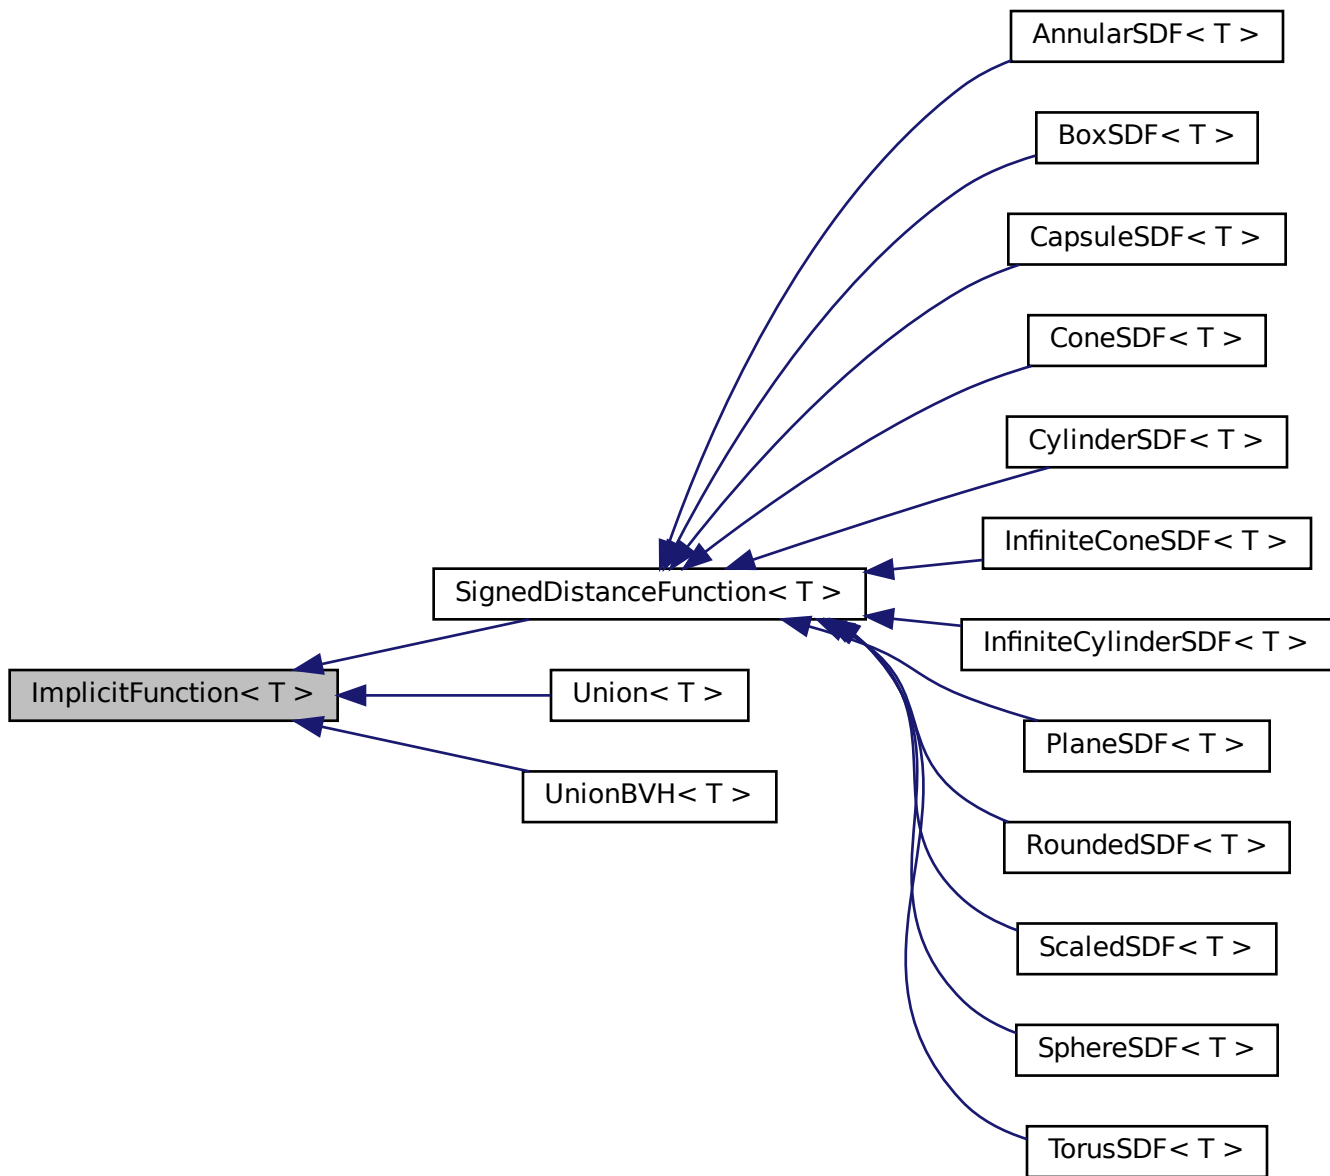 AnnularSDF< T >
BoxSDF< T >
CapsuleSDF< T >
ConeSDF< T >
CylinderSDF< T >
InfiniteConeSDF< T >
SignedDistanceFunction< T >
InfiniteCylinderSDF< T >
ImplicitFunction< T >
Union< T >
PlaneSDF< T >
UnionBVH< T >
RoundedSDF< T >
ScaledSDF< T >
SphereSDF< T >
TorusSDF< T >